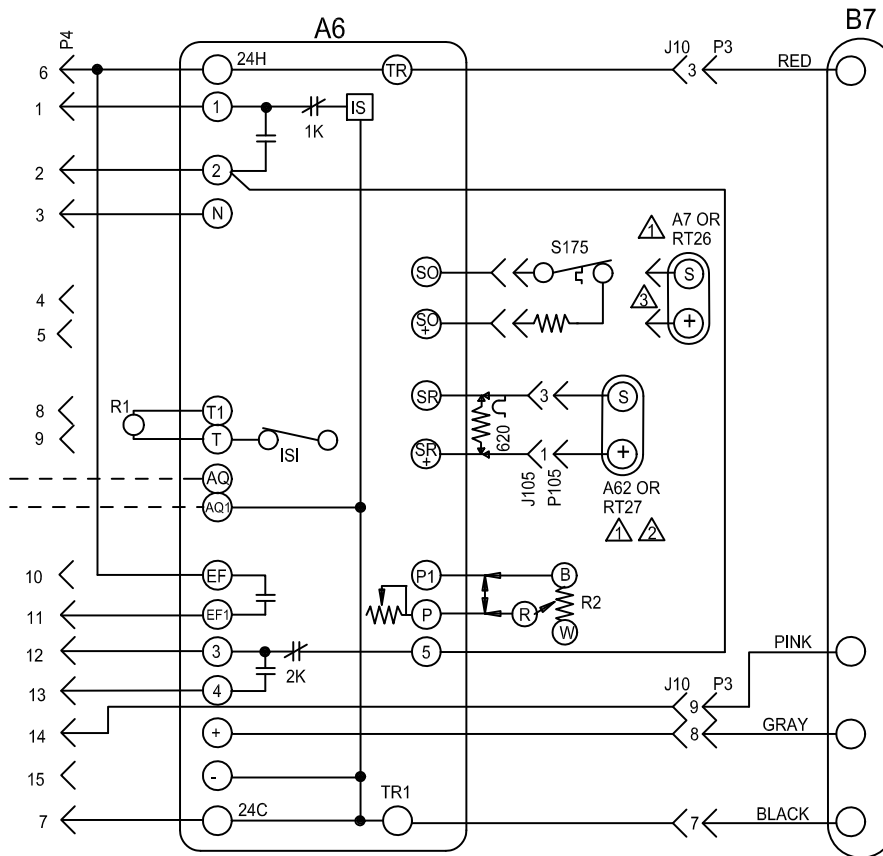 A6
B7
P4
6
24H
TR
J10
3
P3
RED
1
1
1K
IS
2
2
3
N
1
A7 OR
RT26
S175
SO
S
4
3
5
SO
+
+
8
R1
T1
SR
3
S
9
T
ISI
SR
+
620
1
+
J105
P105
AQ
AQ1
A62 OR
RT27
1
2
10
EF
P1
B
11
EF1
P
R
R2
W
12
3
2K
5
PINK
13
4
J10
9
P3
14
+
8
GRAY
15
-
7
24C
TR1
7
BLACK